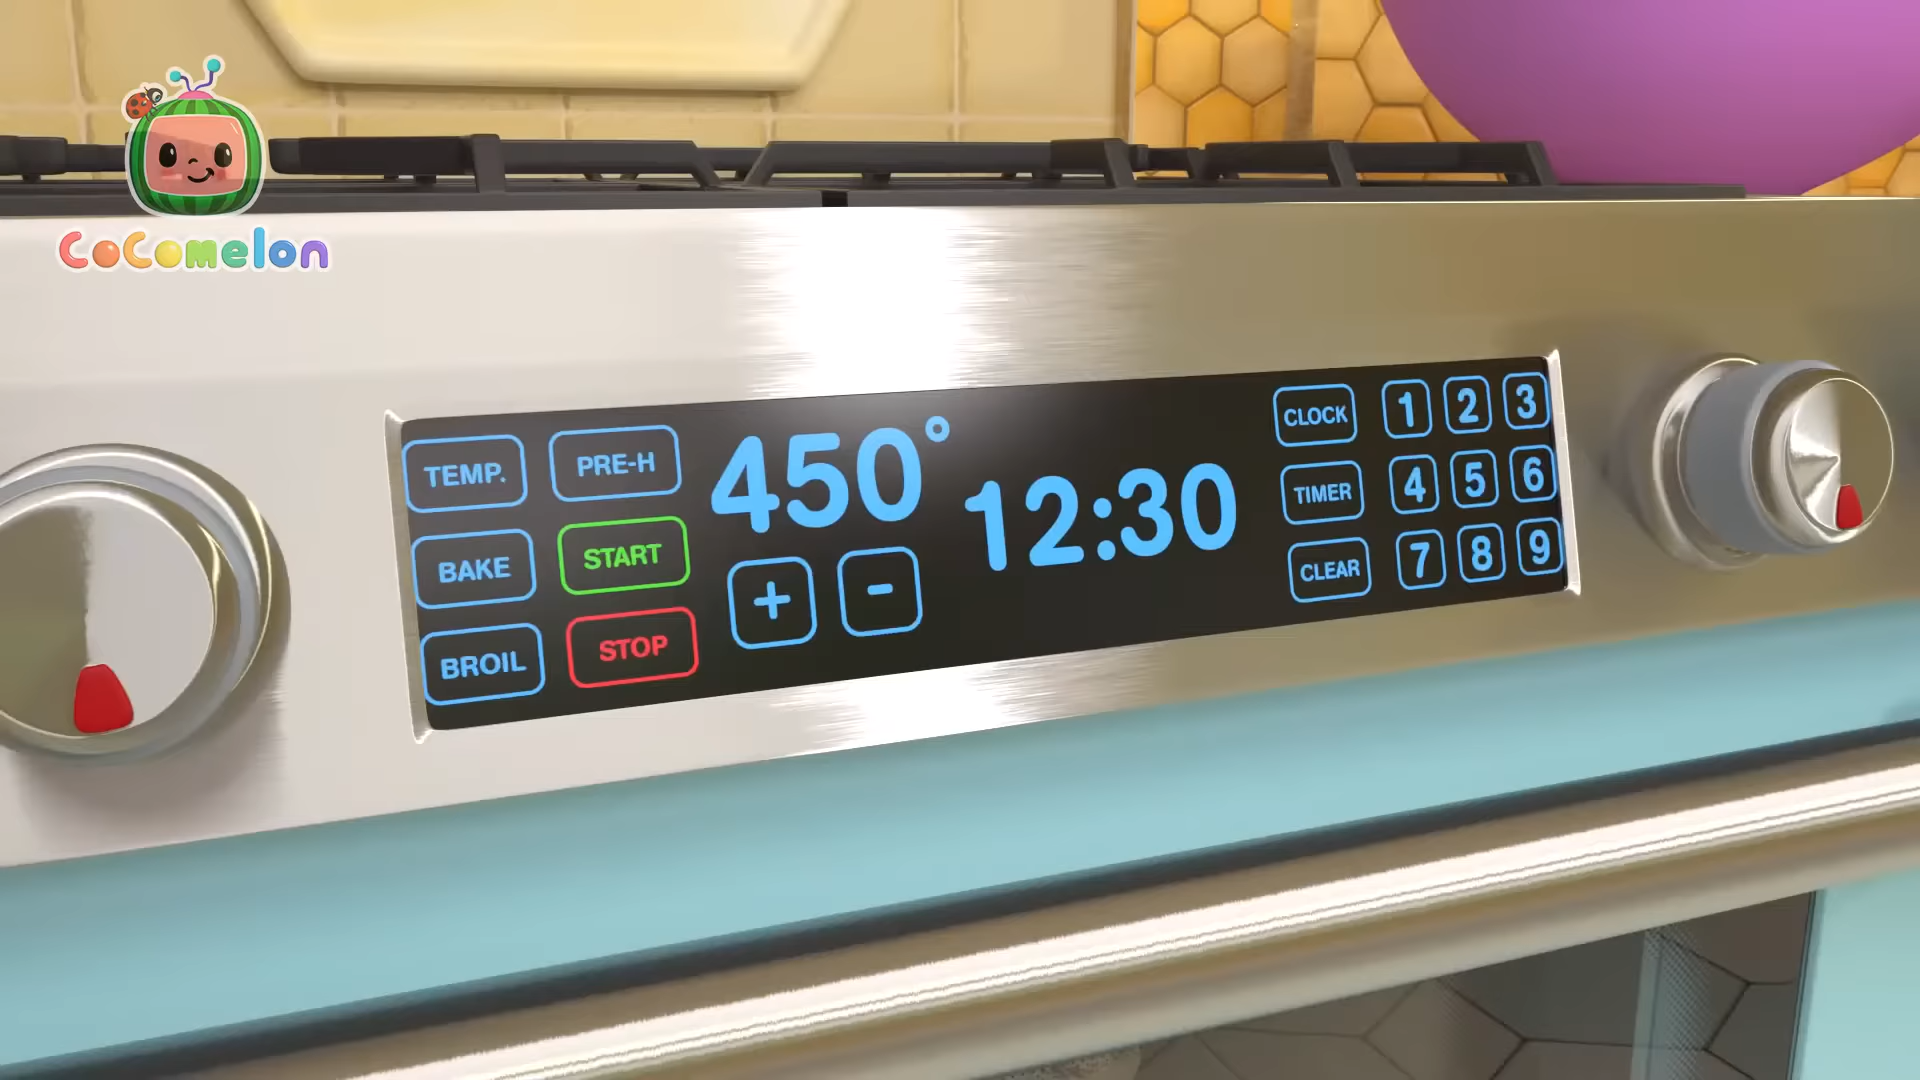 CoComelon
TEMP.
PRE-H
BAKE
START
BROIL
STOP
450°
+ -
12:30
CLOCK 1 2 3
TIMER 4 5 6
CLEAR 7 8 9